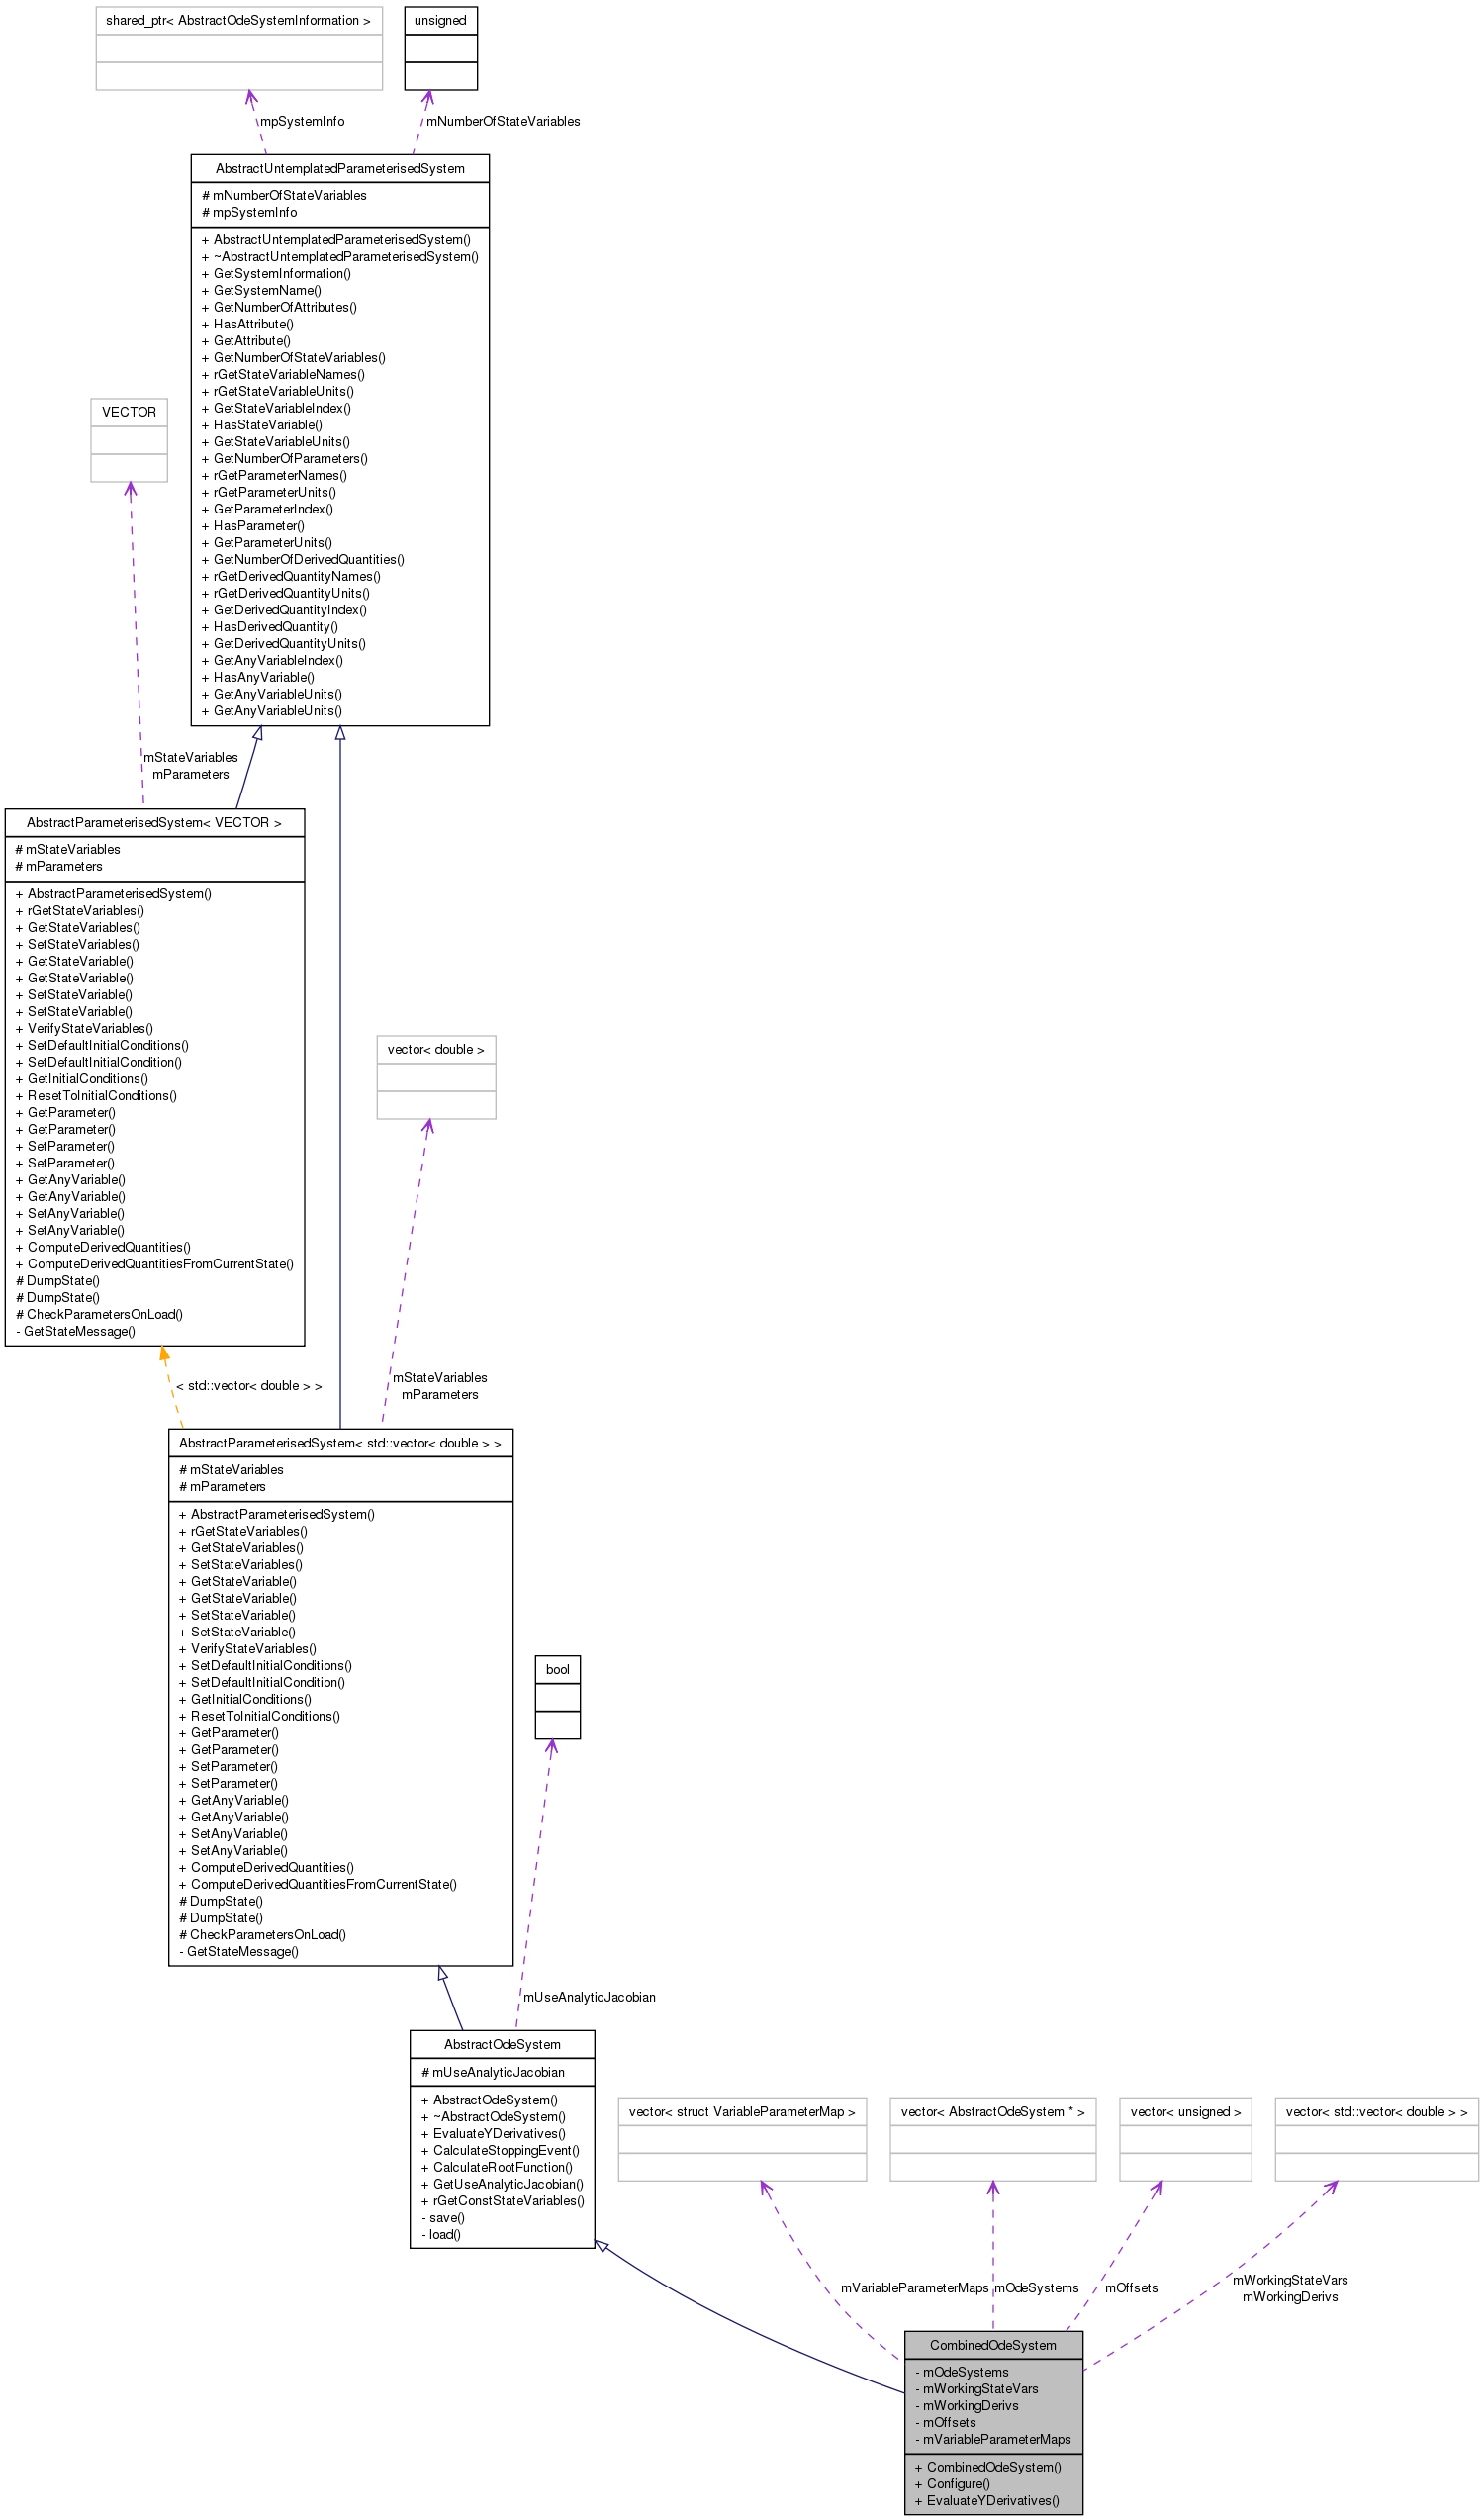 shared_ptr< AbstractOdeSystemInformation >
unsigned
mpSystemInfo
mNumberOfStateVariables
AbstractUntemplatedParameterisedSystem
# mNumberOfStateVariables
# mpSystemInfo
+ AbstractUntemplatedParameterisedSystem()
+ ~AbstractUntemplatedParameterisedSystem()
+ GetSystemInformation()
+ GetSystemName()
+ GetNumberOfAttributes()
+ HasAttribute()
+ GetAttribute()
+ GetNumberOfStateVariables()
+ rGetStateVariableNames()
+ rGetStateVariableUnits()
+ GetStateVariableIndex()
+ HasStateVariable()
+ GetStateVariableUnits()
+ GetNumberOfParameters()
+ rGetParameterNames()
+ rGetParameterUnits()
+ GetParameterIndex()
+ HasParameter()
+ GetParameterUnits()
+ GetNumberOfDerivedQuantities()
+ rGetDerivedQuantityNames()
+ rGetDerivedQuantityUnits()
+ GetDerivedQuantityIndex()
+ HasDerivedQuantity()
+ GetDerivedQuantityUnits()
+ GetAnyVariableIndex()
+ HasAnyVariable()
+ GetAnyVariableUnits()
+ GetAnyVariableUnits()
VECTOR
mStateVariables
mParameters
AbstractParameterisedSystem< VECTOR >
# mStateVariables
# mParameters
+ AbstractParameterisedSystem()
+ rGetStateVariables()
+ GetStateVariables()
+ SetStateVariables()
+ GetStateVariable()
+ GetStateVariable()
+ SetStateVariable()
+ SetStateVariable()
+ VerifyStateVariables()
+ SetDefaultInitialConditions()
+ SetDefaultInitialCondition()
+ GetInitialConditions()
+ ResetToInitialConditions()
+ GetParameter()
+ GetParameter()
+ SetParameter()
+ SetParameter()
+ GetAnyVariable()
+ GetAnyVariable()
+ SetAnyVariable()
+ SetAnyVariable()
+ ComputeDerivedQuantities()
+ ComputeDerivedQuantitiesFromCurrentState()
# DumpState()
# DumpState()
# CheckParametersOnLoad()
- GetStateMessage()
vector< double >
mStateVariables
mParameters
< std::vector< double > >
AbstractParameterisedSystem< std::vector< double > >
# mStateVariables
# mParameters
+ AbstractParameterisedSystem()
+ rGetStateVariables()
+ GetStateVariables()
+ SetStateVariables()
+ GetStateVariable()
+ GetStateVariable()
+ SetStateVariable()
+ SetStateVariable()
+ VerifyStateVariables()
+ SetDefaultInitialConditions()
+ SetDefaultInitialCondition()
+ GetInitialConditions()
+ ResetToInitialConditions()
+ GetParameter()
+ GetParameter()
+ SetParameter()
+ SetParameter()
+ GetAnyVariable()
+ GetAnyVariable()
+ SetAnyVariable()
+ SetAnyVariable()
+ ComputeDerivedQuantities()
+ ComputeDerivedQuantitiesFromCurrentState()
# DumpState()
# DumpState()
# CheckParametersOnLoad()
- GetStateMessage()
bool
mUseAnalyticJacobian
AbstractOdeSystem
# mUseAnalyticJacobian
+ AbstractOdeSystem()
+ ~AbstractOdeSystem()
+ EvaluateYDerivatives()
+ CalculateStoppingEvent()
+ CalculateRootFunction()
+ GetUseAnalyticJacobian()
+ rGetConstStateVariables()
- save()
- load()
vector< struct VariableParameterMap >
vector< AbstractOdeSystem * >
vector< unsigned >
vector< std::vector< double > >
mVariableParameterMaps
mOdeSystems
mOffsets
mWorkingStateVars
mWorkingDerivs
CombinedOdeSystem
- mOdeSystems
- mWorkingStateVars
- mWorkingDerivs
- mOffsets
- mVariableParameterMaps
+ CombinedOdeSystem()
+ Configure()
+ EvaluateYDerivatives()